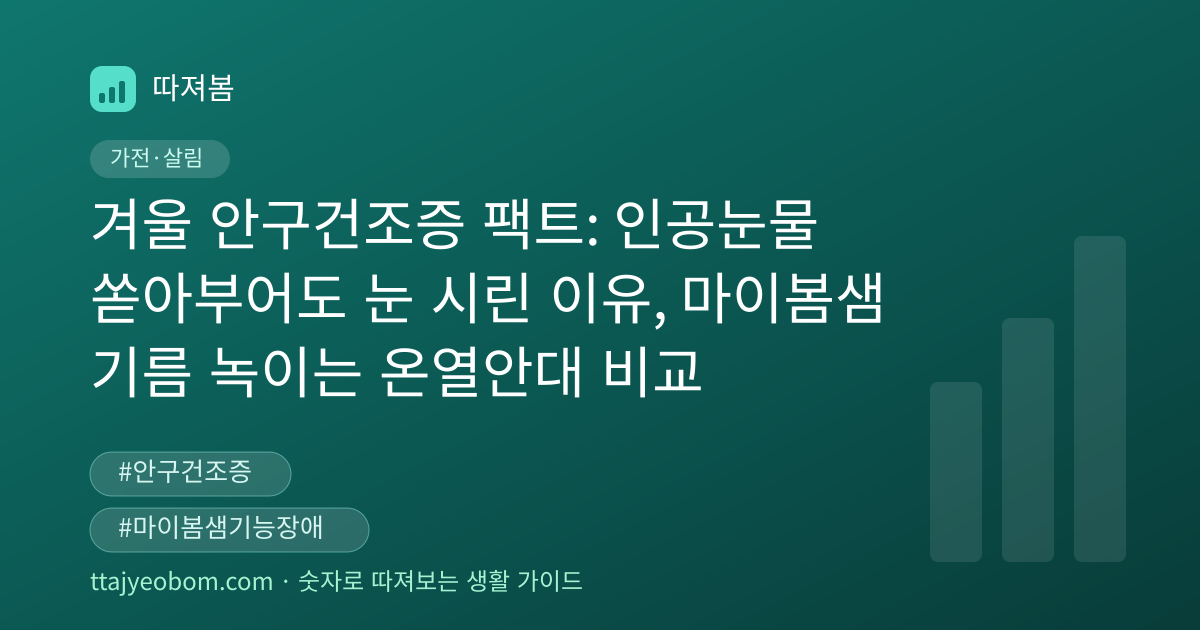 따져봄
가전·살림
겨울 안구건조증 팩트: 인공눈물
쏟아부어도 눈 시린 이유, 마이봄샘
기름 녹이는 온열안대 비교
#안구건조증
#마이봄샘기능장애
ttajyeobom.com · 숫자로 따져보는 생활 가이드